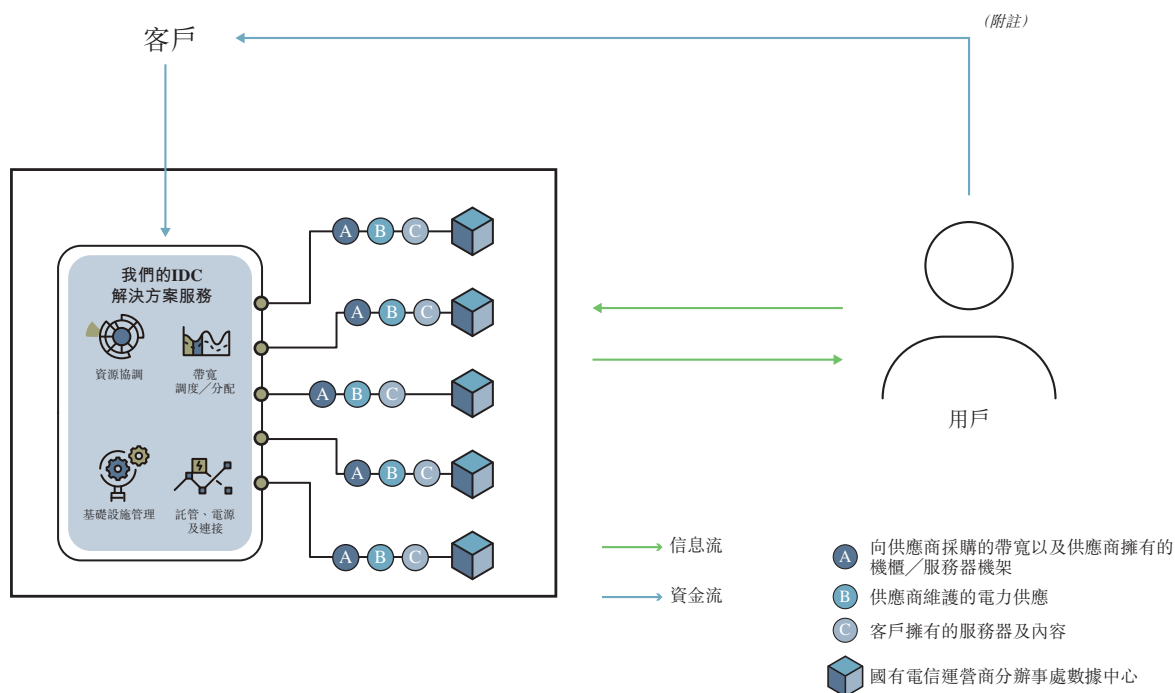 (附註)
客戶
A B C
我們的IDC
解決方案服務
A B C
資源協調
帶寬
調度／分配
A B C
用戶
A B C
基礎設施管理
託管、電源
及連接
A B C
信息流
資金流
A 向供應商採購的帶寬以及供應商擁有的
機櫃／服務器機架
B 供應商維護的電力供應
C 客戶擁有的服務器及內容
國有電信運營商分辦事處數據中心